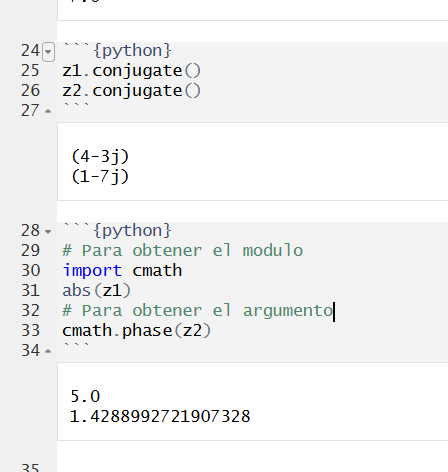 24 ```{python}
25 z1.conjugate()
26 z2.conjugate()
27 ```
(4-3j)
(1-7j)
28 ```{python}
29 # Para obtener el modulo
30 import cmath
31 abs(z1)
32 # Para obtener el argumento
33 cmath.phase(z2)
34 ```
5.0
1.4288992721907328
35